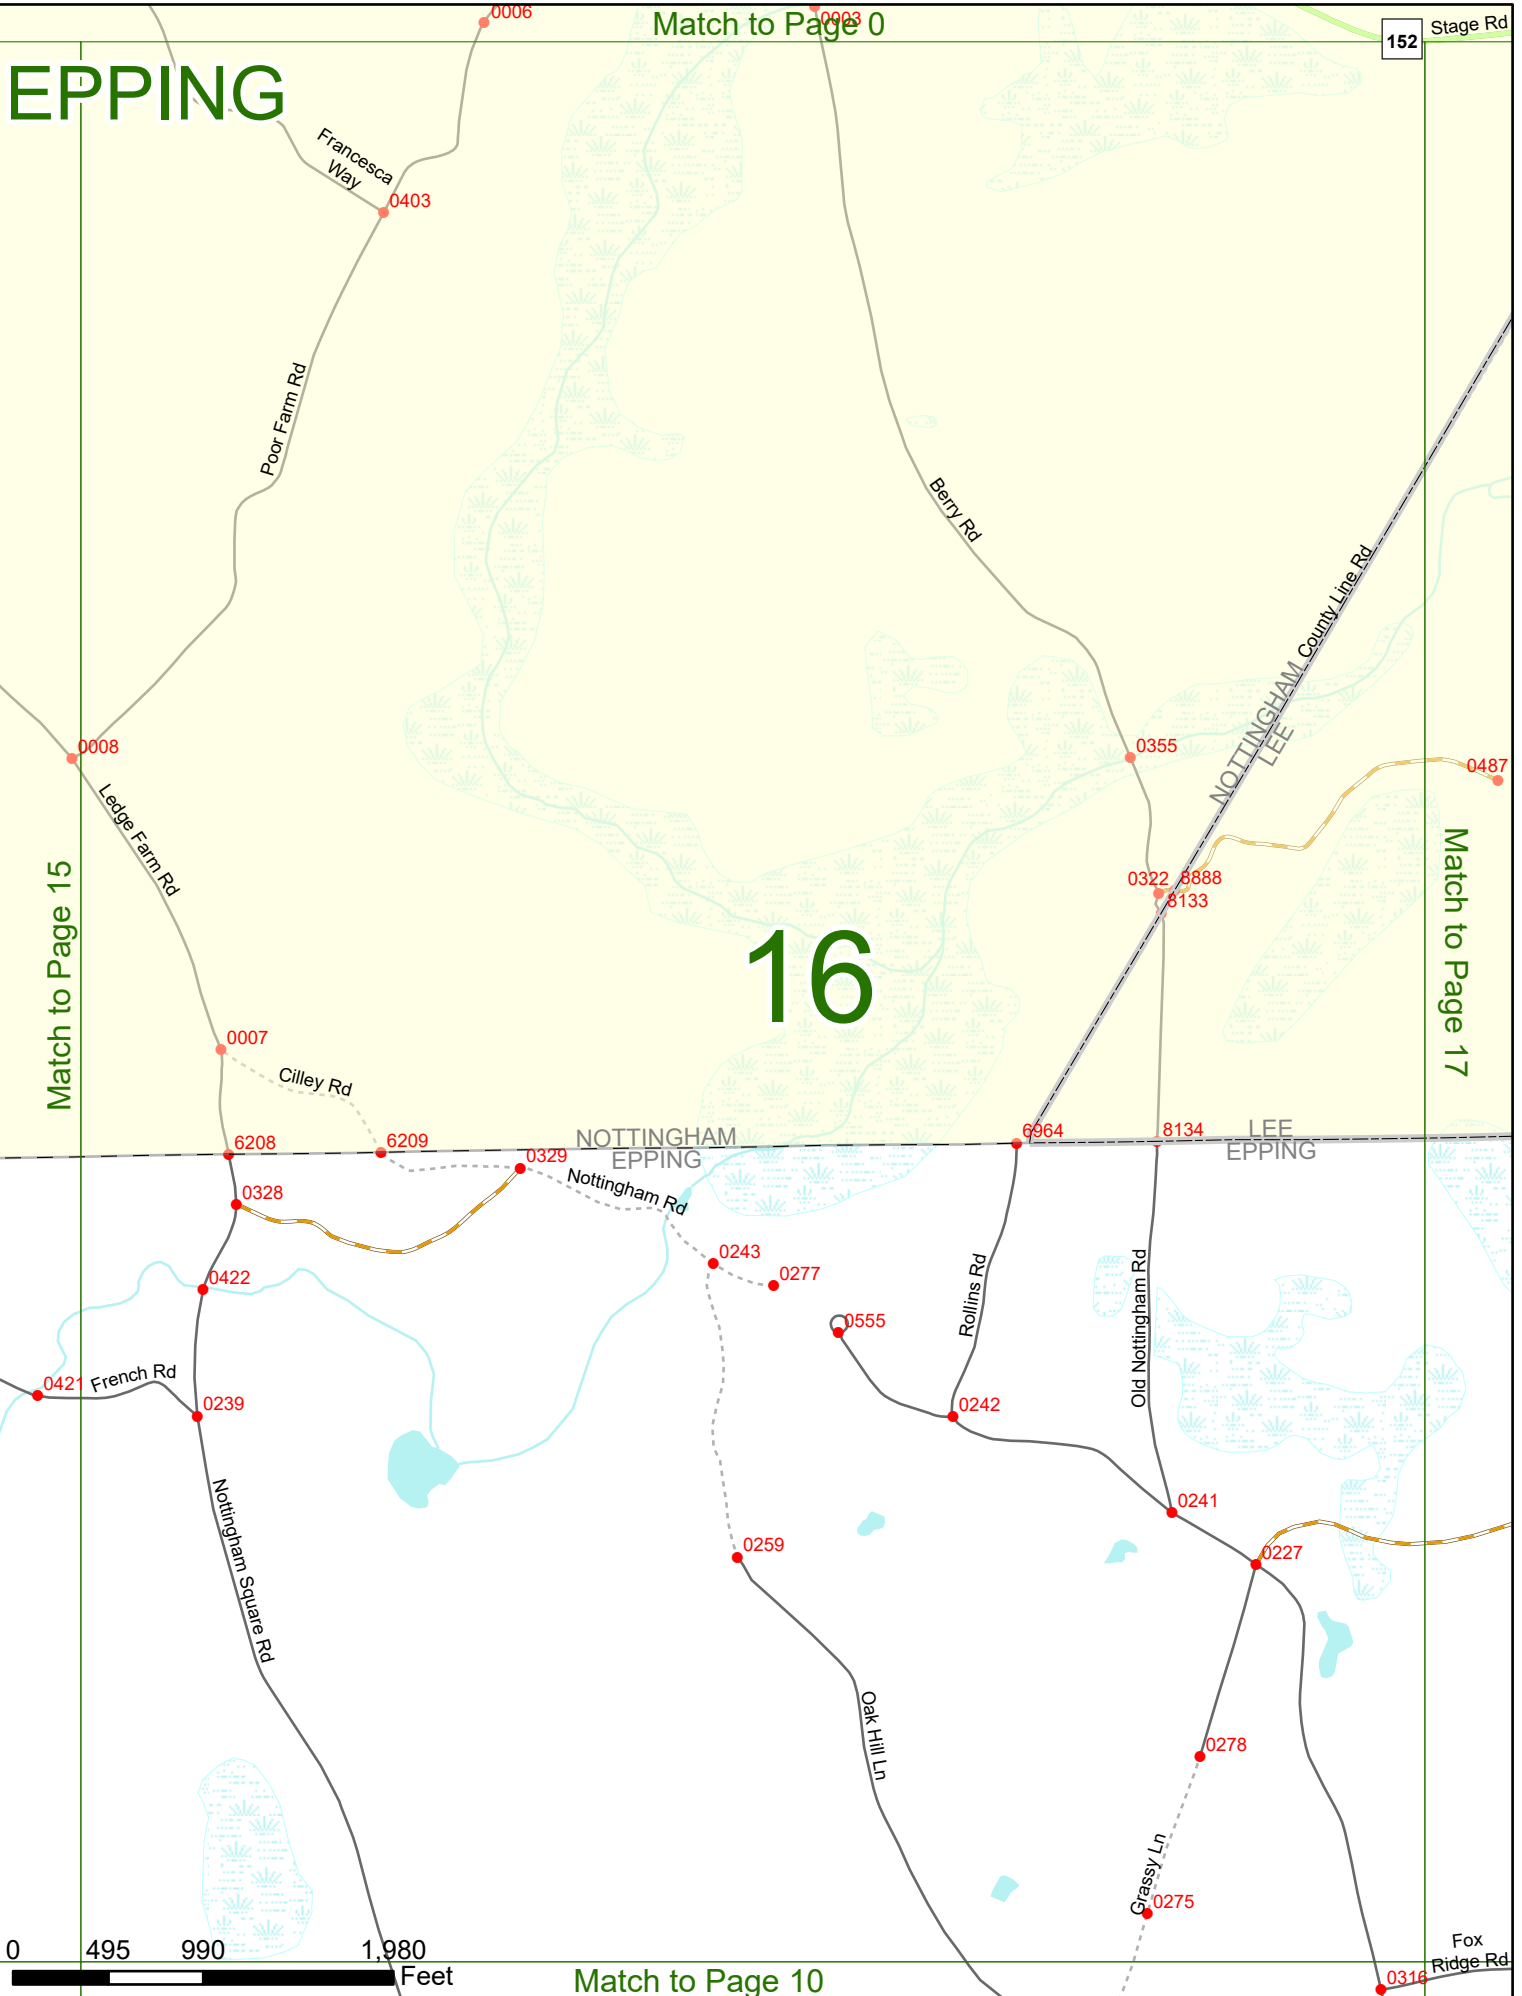 0006
Match to Page 0
0003
152
Stage Rd
EPPING
Francesca
Way
0403
Poor Farm Rd
Berry Rd
County Line Rd
NOTTINGHAM
LEE
0008
0355
0487
Ledge Farm Rd
Match to Page 15
Match to Page 17
0322
8888
8133
16
0007
Cilley Rd
6208
6209
NOTTINGHAM
EPPING
6964
8134
LEE
EPPING
0329
Nottingham Rd
0328
0243
0277
0422
Rollins Rd
Old Nottingham Rd
0555
0421
French Rd
0239
0242
Nottingham Square Rd
0241
0259
0227
Oak Hill Ln
0278
Grassy Ln
0275
0 495 990 1,980
Feet
Match to Page 10
Fox
Ridge Rd
0316